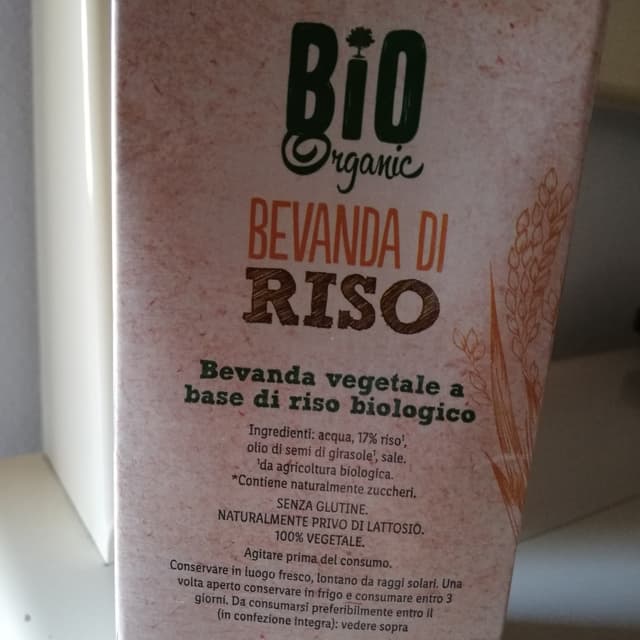 BiO
Organic
BEVANDA DI
RISO
Bevanda vegetale a
base di riso biologico
Ingredienti: acqua, 17% riso¹,
olio di semi di girasole¹, sale.
¹da agricoltura biologica.
*Contiene naturalmente zuccheri.
SENZA GLUTINE.
NATURALMENTE PRIVO DI LATTOSIO.
100% VEGETALE.
Agitare prima del consumo.
Conservare in luogo fresco, lontano da raggi solari. Una
volta aperto conservare in frigo e consumare entro 3
giorni. Da consumarsi preferibilmente entro il
(in confezione integra): vedere sopra